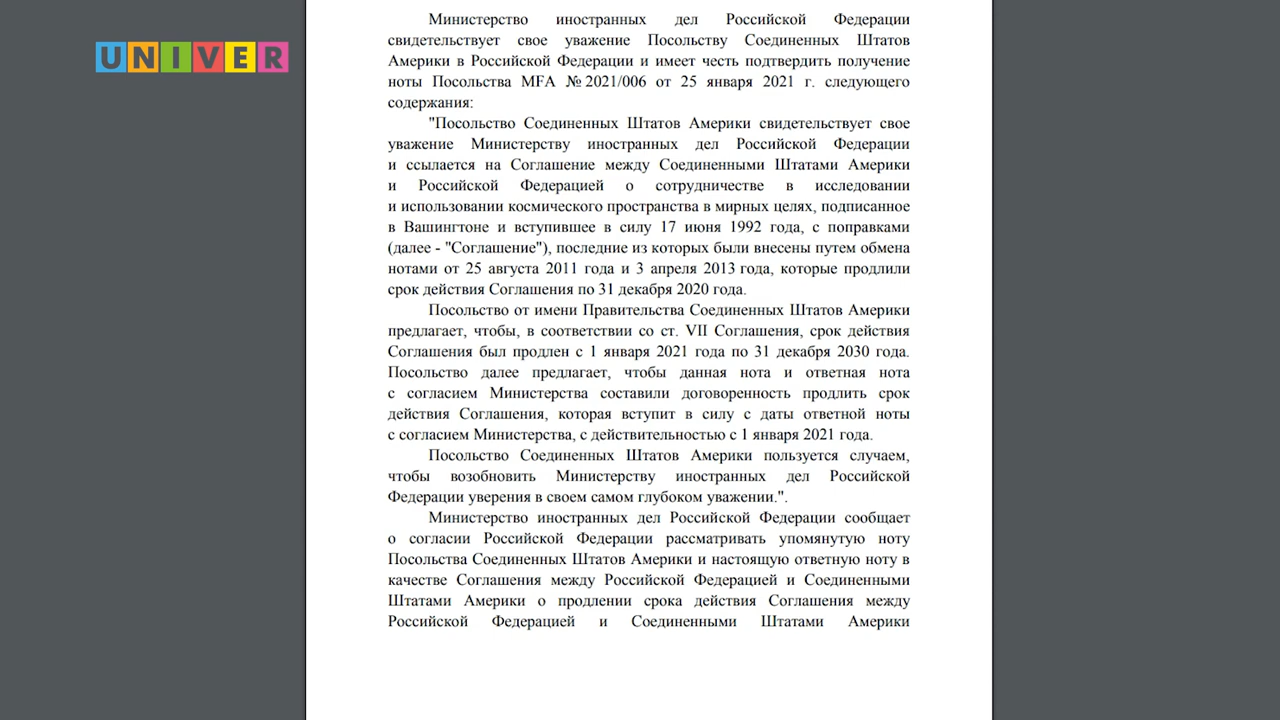 UNIVER
Министерство иностранных дел Российской Федерации
свидетельствует свое уважение Посольству Соединенных Штатов
Америки в Российской Федерации и имеет честь подтвердить получение
ноты Посольства MFA №2021/006 от 25 января 2021 г. следующего
содержания:
"Посольство Соединенных Штатов Америки свидетельствует свое
уважение Министерству иностранных дел Российской Федерации
и ссылается на Соглашение между Соединенными Штатами Америки
и Российской Федерацией о сотрудничестве в исследовании
и использовании космического пространства в мирных целях, подписанное
в Вашингтоне и вступившее в силу 17 июня 1992 года, с поправками
(далее - "Соглашение"), последние из которых были внесены путем обмена
нотами от 25 августа 2011 года и 3 апреля 2013 года, которые продлили
срок действия Соглашения по 31 декабря 2020 года.
Посольство от имени Правительства Соединенных Штатов Америки
предлагает, чтобы, в соответствии со ст. VII Соглашения, срок действия
Соглашения был продлен с 1 января 2021 года по 31 декабря 2030 года.
Посольство далее предлагает, чтобы данная нота и ответная нота
с согласием Министерства составили договоренность продлить срок
действия Соглашения, которая вступит в силу с даты ответной ноты
с согласием Министерства, с действительностью с 1 января 2021 года.
Посольство Соединенных Штатов Америки пользуется случаем,
чтобы возобновить Министерству иностранных дел Российской
Федерации уверения в своем самом глубоком уважении.".
Министерство иностранных дел Российской Федерации сообщает
о согласии Российской Федерации рассматривать упомянутую ноту
Посольства Соединенных Штатов Америки и настоящую ответную ноту в
качестве Соглашения между Российской Федерацией и Соединенными
Штатами Америки о продлении срока действия Соглашения между
Российской Федерацией и Соединенными Штатами Америки